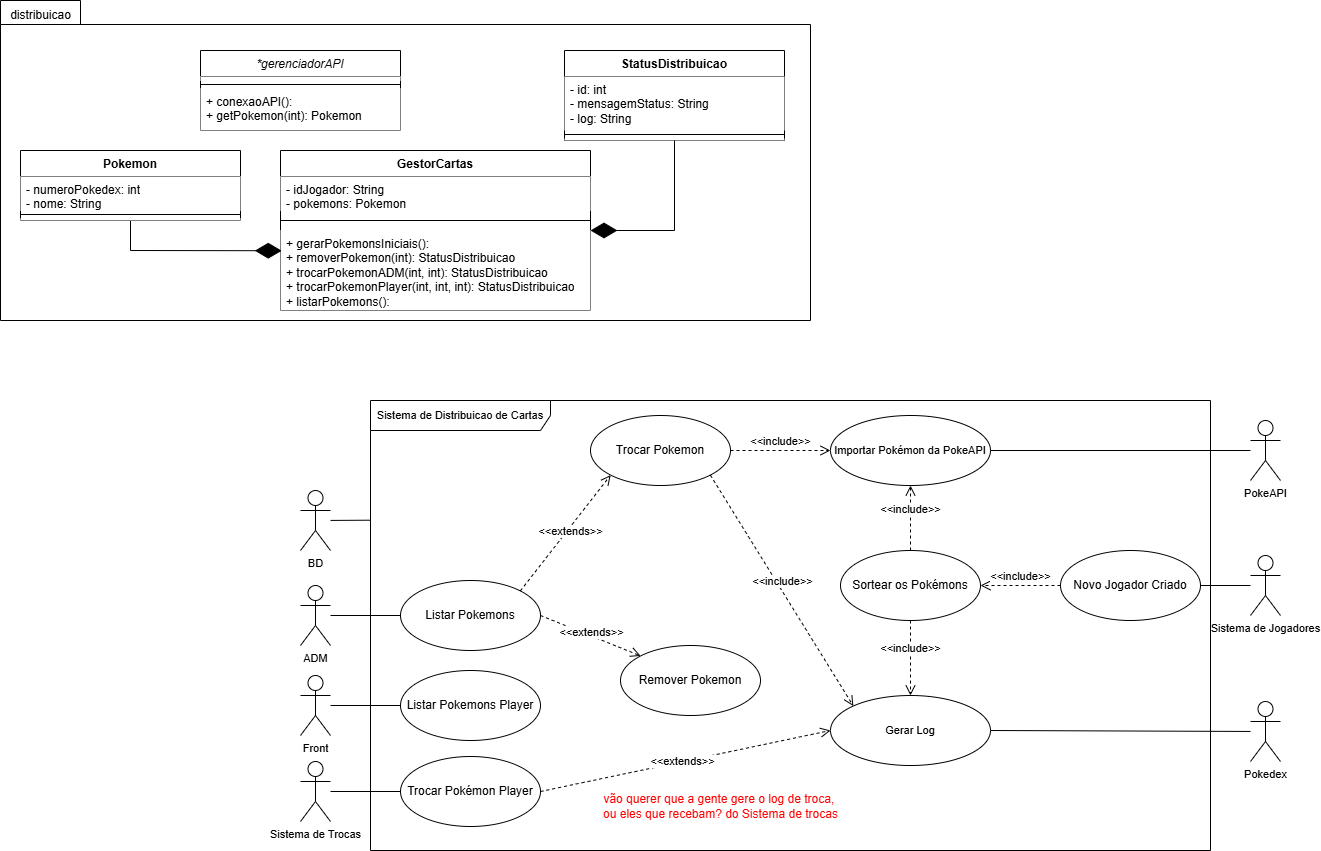 distribuicao
*gerenciadorAPI
+ conexaoAPI():
+ getPokemon(int): Pokemon
StatusDistribuicao
- id: int
- mensagemStatus: String
- log: String
Pokemon
- numeroPokedex: int
- nome: String
GestorCartas
- idJogador: String
- pokemons: Pokemon
+ gerarPokemonsIniciais():
+ removerPokemon(int): StatusDistribuicao
+ trocarPokemonADM(int, int): StatusDistribuicao
+ trocarPokemonPlayer(int, int, int): StatusDistribuicao
+ listarPokemons():
Sistema de Distribuicao de Cartas
Trocar Pokemon
<<include>>
Importar Pokémon da PokeAPI
PokeAPI
<<extends>>
<<include>>
BD
<<include>>
Sortear os Pokémons
<<include>>
Novo Jogador Criado
Sistema de Jogadores
Listar Pokemons
ADM
<<extends>>
<<include>>
Remover Pokemon
Listar Pokemons Player
Front
Gerar Log
Pokedex
<<extends>>
Trocar Pokémon Player
Sistema de Trocas
vão querer que a gente gere o log de troca,
ou eles que recebam? do Sistema de trocas